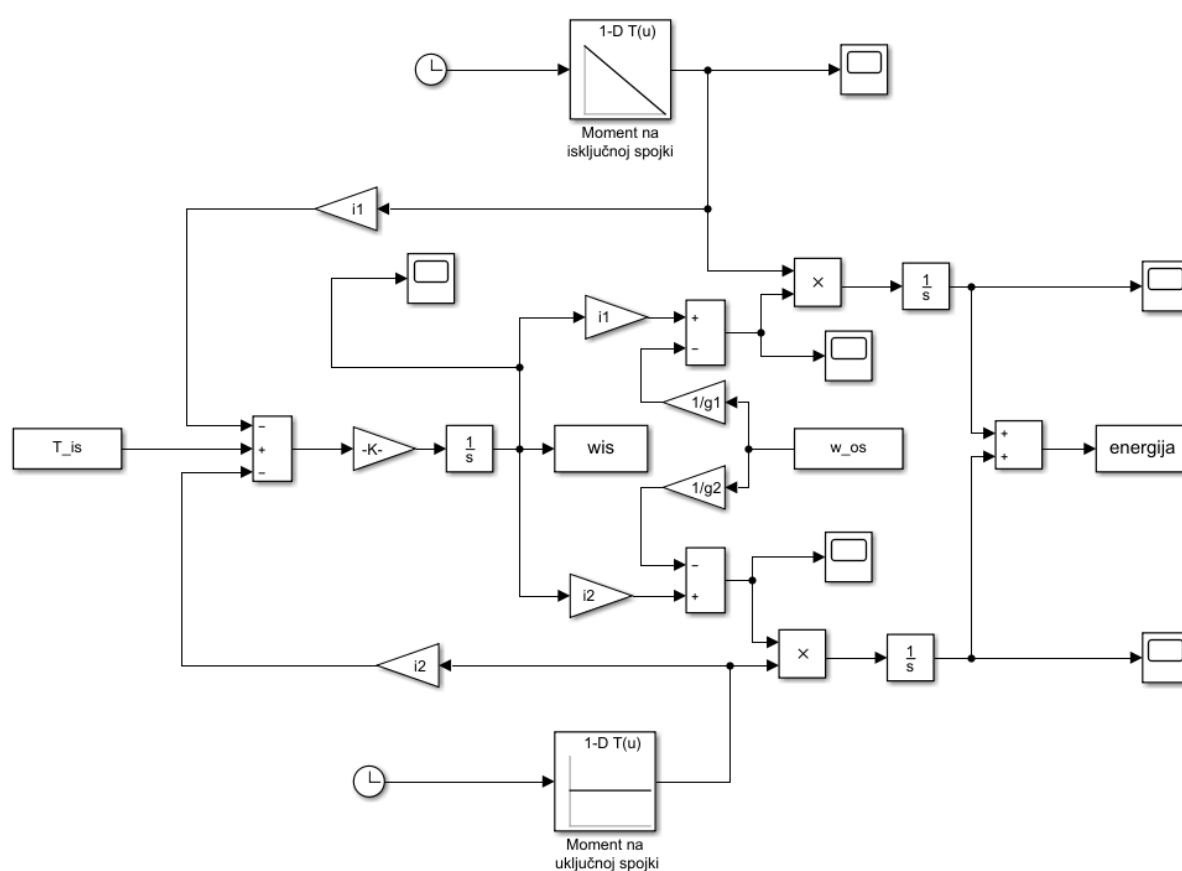 1-D T(u)
Moment na
isključnoj spojki
i1
×
1
s
i1
+
−
1/g1
−
+
−
T_is
-K-
1
s
wis
w_os
+
+
energija
1/g2
−
+
i2
i2
×
1
s
1-D T(u)
Moment na
uključnoj spojki